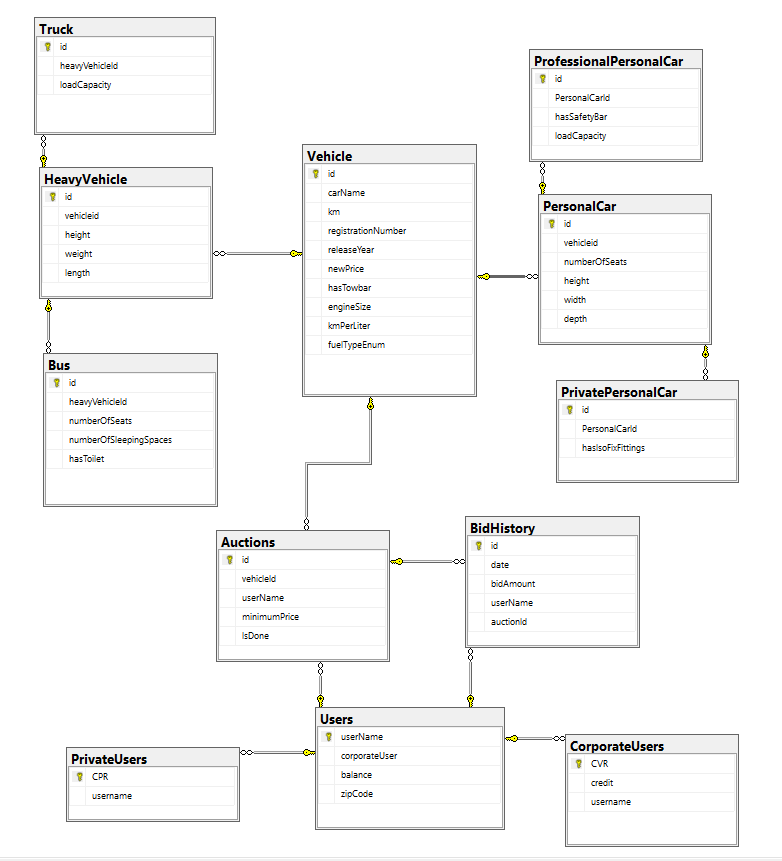 Truck
id
heavyVehicleId
loadCapacity
ProfessionalPersonalCar
id
PersonalCarId
hasSafetyBar
loadCapacity
HeavyVehicle
id
vehicleid
height
weight
length
Vehicle
id
carName
km
registrationNumber
releaseYear
newPrice
hasTowbar
engineSize
kmPerLiter
fuelTypeEnum
PersonalCar
id
vehicleid
numberOfSeats
height
width
depth
Bus
id
heavyVehicleId
numberOfSeats
numberOfSleepingSpaces
hasToilet
PrivatePersonalCar
id
PersonalCarId
hasIsoFixFittings
Auctions
id
vehicleId
userName
minimumPrice
IsDone
BidHistory
id
date
bidAmount
userName
auctionId
Users
userName
corporateUser
balance
zipCode
PrivateUsers
CPR
username
CorporateUsers
CVR
credit
username